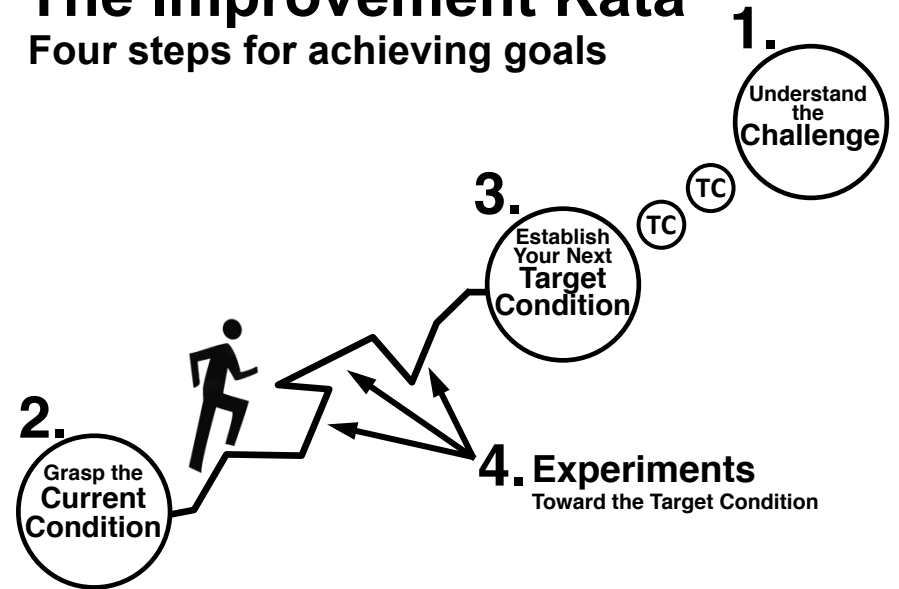 The Improvement Kata
Four steps for achieving goals
1.
Understand
the
Challenge
TC
TC
3.
Establish
Your Next
Target
Condition
2.
Grasp the
Current
Condition
4. Experiments
Toward the Target Condition